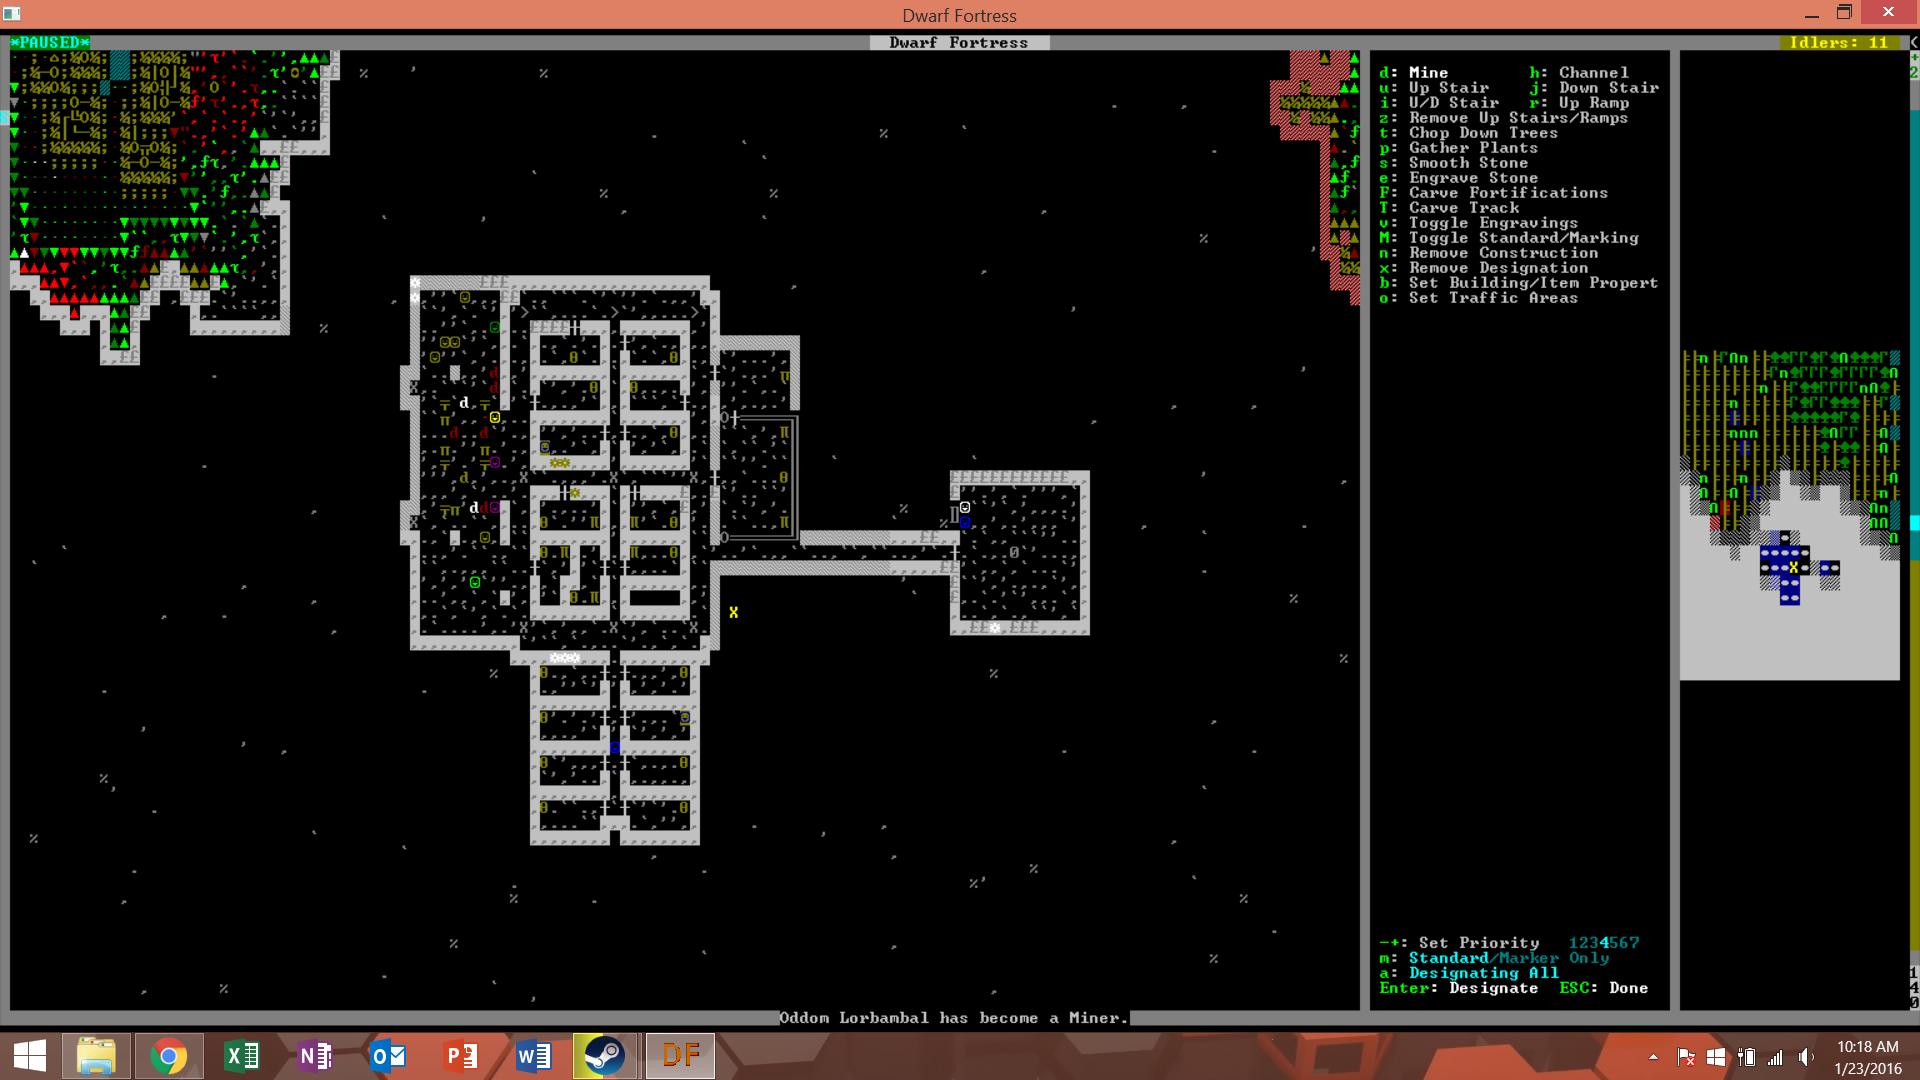 Dwarf Fortress
*PAUSED*
Dwarf Fortress
Idlers: 11
d: Mine h: Channel
u: Up Stair j: Down Stair
i: U/D Stair r: Up Ramp
z: Remove Up Stairs/Ramps
t: Chop Down Trees
p: Gather Plants
s: Smooth Stone
e: Engrave Stone
F: Carve Fortifications
T: Carve Track
v: Toggle Engravings
M: Toggle Standard/Marking
n: Remove Construction
x: Remove Designation
b: Set Building/Item Propert
o: Set Traffic Areas
-+: Set Priority 1234567
m: Standard/Marker Only
a: Designating All
Enter: Designate ESC: Done
Oddom Lorbambal has become a Miner.
DF
10:18 AM
1/23/2016